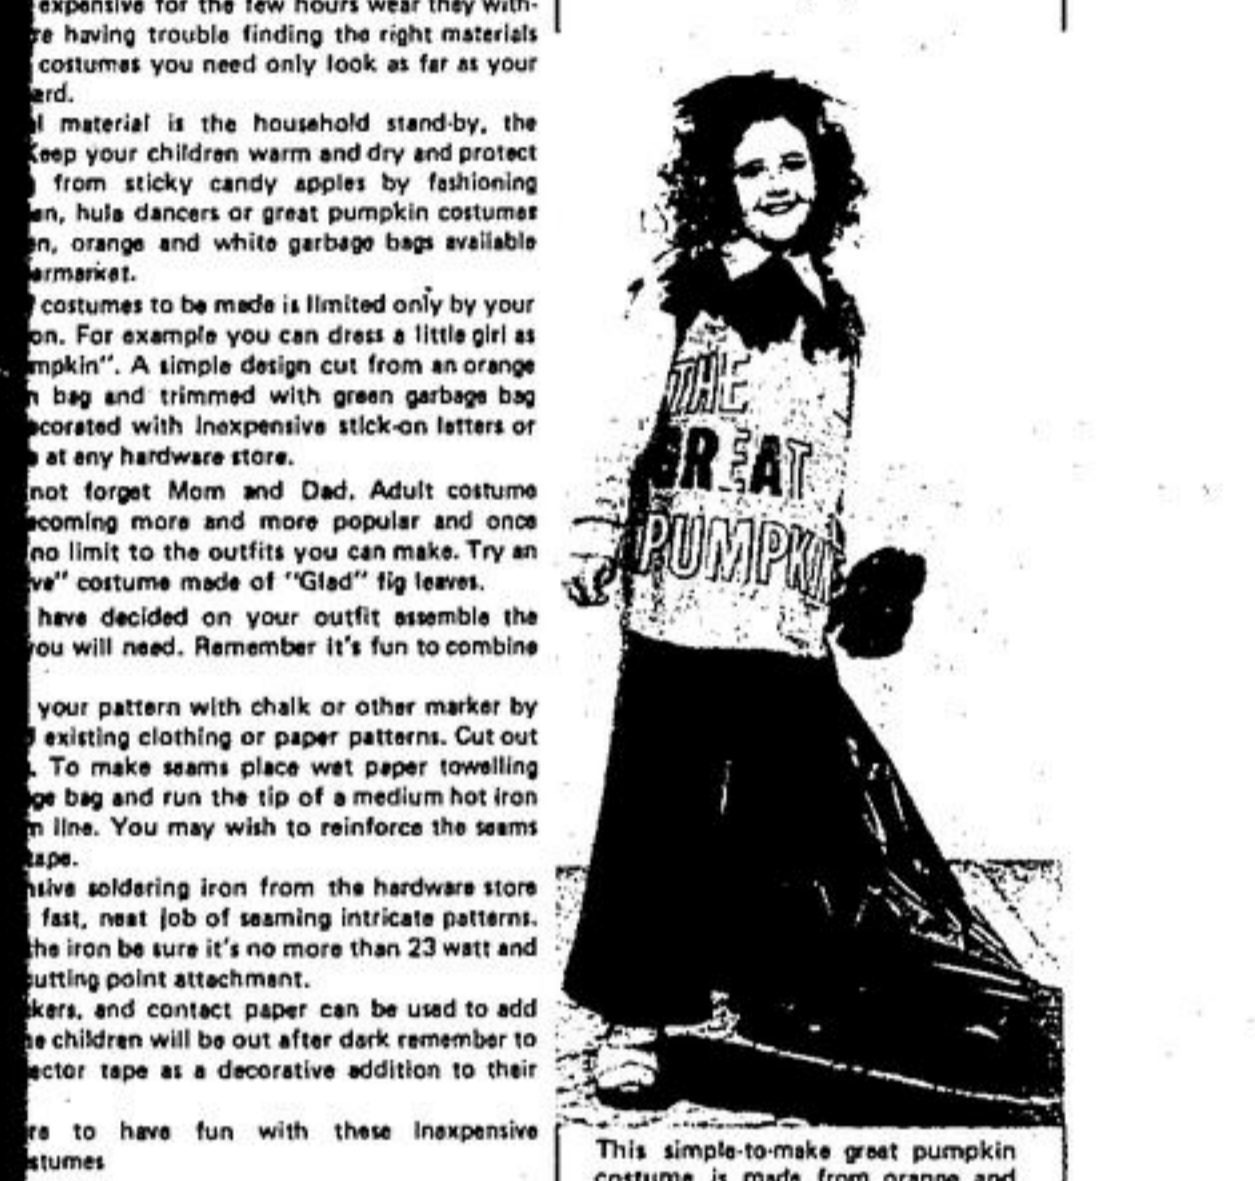 expensive for the few hours wear they with-
re having trouble finding the right materials
costumes you need only look as far as your
ard.
l material is the household stand-by, the
Keep your children warm and dry and protect
from sticky candy apples by fashioning
en, hula dancers or great pumpkin costumes
en, orange and white garbage bags available
ermarket.
costumes to be made is limited only by your
on. For example you can dress a little girl as
mpkin". A simple design cut from an orange
n bag and trimmed with green garbage bag
ecorated with inexpensive stick-on letters or
at any hardware store.
not forget Mom and Dad. Adult costume
ecoming more and more popular and once
no limit to the outfits you can make. Try an
ve" costume made of "Glad" fig leaves.
have decided on your outfit assemble the
you will need. Remember it's fun to combine
your pattern with chalk or other marker by
existing clothing or paper patterns. Cut out
. To make seams place wet paper towelling
ge bag and run the tip of a medium hot iron
m line. You may wish to reinforce the seams
tape.
nsive soldering iron from the hardware store
fast, neat job of seaming intricate patterns.
the iron be sure it's no more than 23 watt and
cutting point attachment.
kers, and contact paper can be used to add
he children will be out after dark remember to
ector tape as a decorative addition to their
re to have fun with these inexpensive
stumes
THE
GREAT
PUMPKIN
This simple-to-make great pumpkin
costume is made from orange and